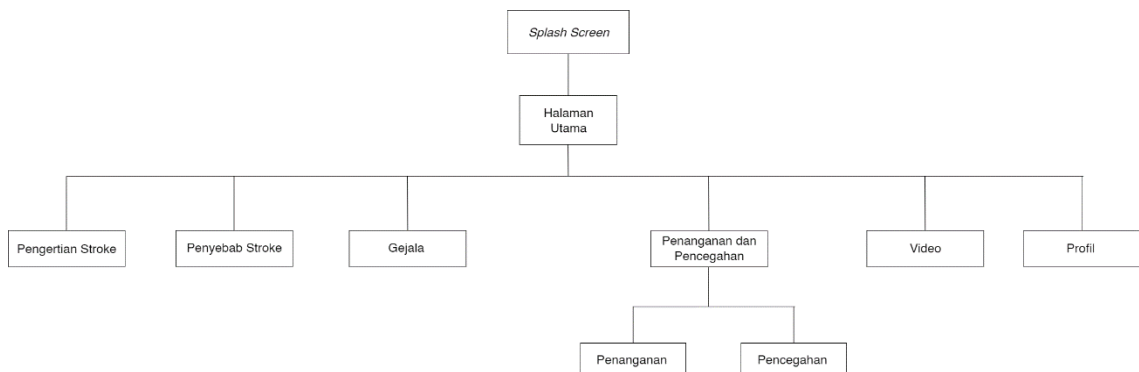 Splash Screen
Halaman
Utama
Pengertian Stroke
Penyebab Stroke
Gejala
Penanganan dan
Pencegahan
Video
Profil
Penanganan
Pencegahan